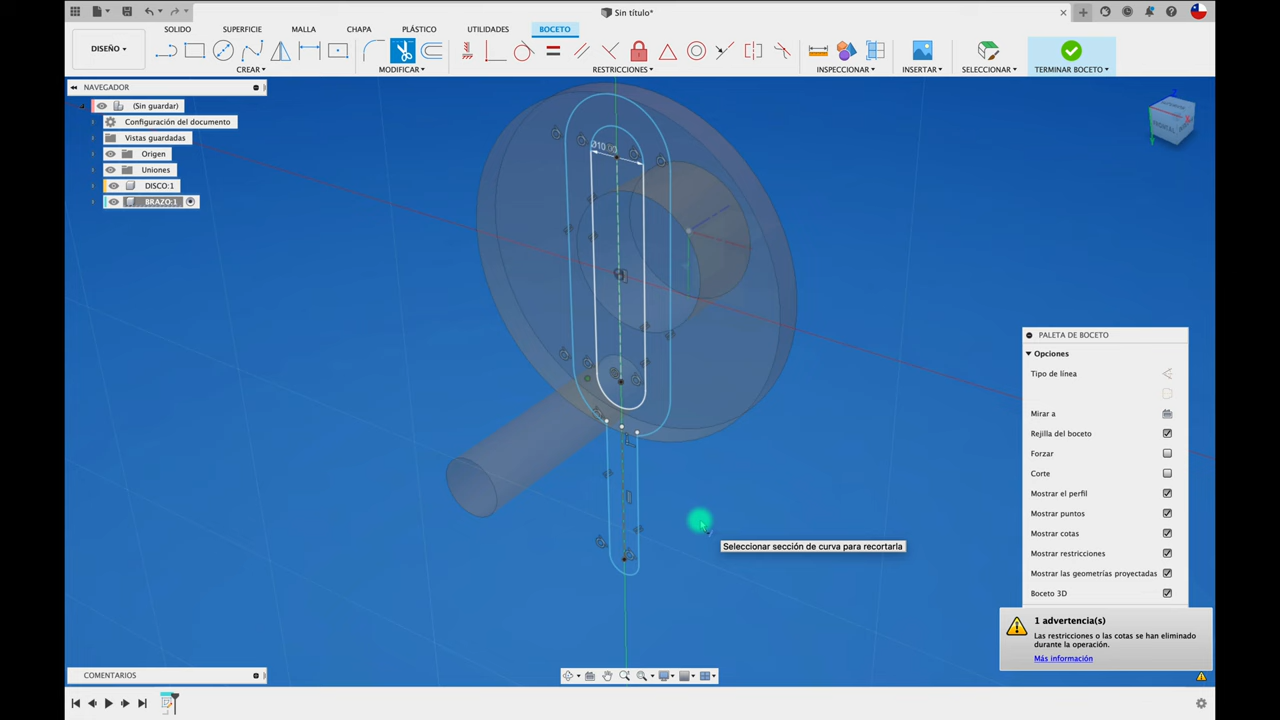 Sin título*
SÓLIDO
SUPERFICIE
MALLA
CHAPA
PLÁSTICO
UTILIDADES
BOCETO
DISEÑO
CREAR
MODIFICAR
RESTRICCIONES
INSPECCIONAR
INSERTAR
SELECCIONAR
TERMINAR BOCETO
NAVEGADOR
(Sin guardar)
Configuración del documento
Vistas guardadas
Origen
Uniones
DISCO:1
BRAZO:1
Ø10.00
PALETA DE BOCETO
Opciones
Tipo de línea
Mirar a
Rejilla del boceto
Forzar
Corte
Mostrar el perfil
Mostrar puntos
Mostrar cotas
Mostrar restricciones
Mostrar las geometrías proyectadas
Boceto 3D
Seleccionar sección de curva para recortarla
1 advertencia(s)
Las restricciones o las cotas se han eliminado
durante la operación.
Más información
COMENTARIOS